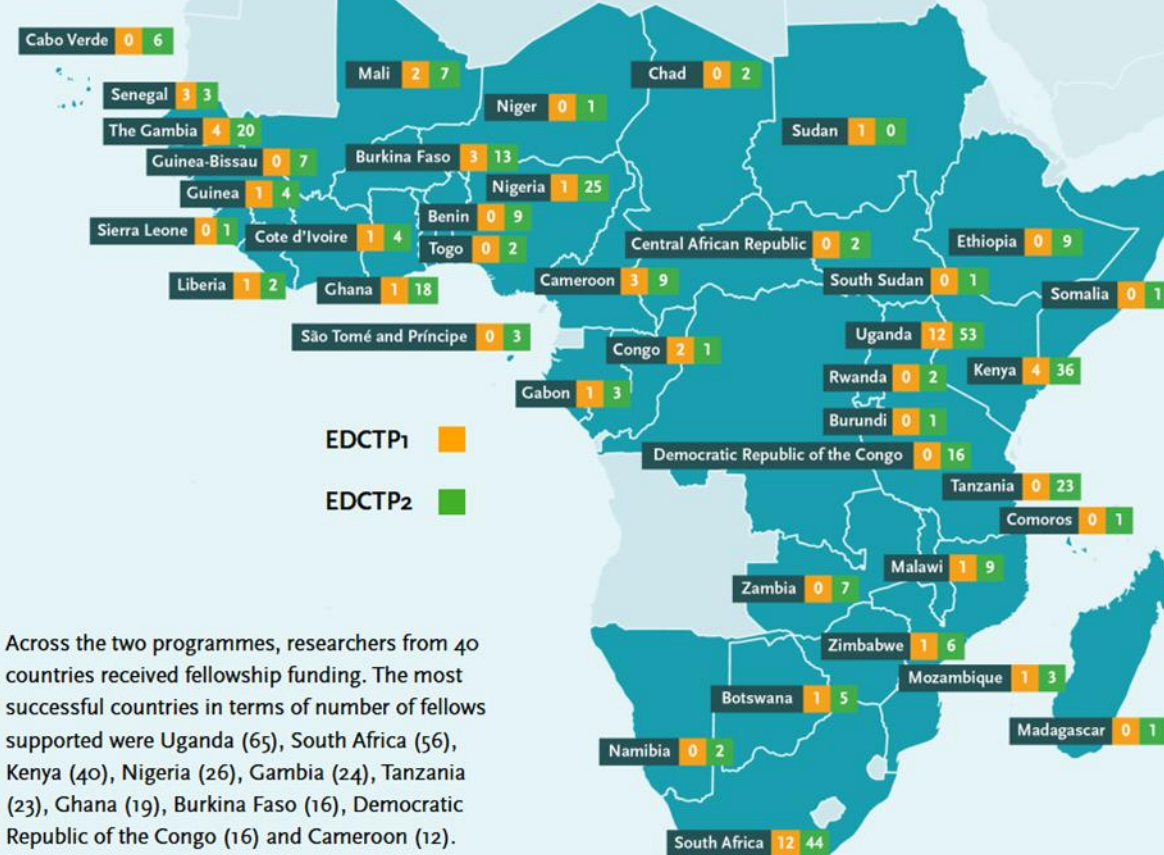 Cabo Verde 0 6
Mali 2 7
Chad 0 2
Senegal 3 3
Niger 0 1
The Gambia 4 20
Sudan 1 0
Guinea-Bissau 0 7
Burkina Faso 3 13
Guinea 1 4
Nigeria 1 25
Benin 0 9
Sierra Leone 0 1
Cote d'Ivoire 1 4
Togo 0 2
Central African Republic 0 2
Ethiopia 0 9
Liberia 1 2
Ghana 1 18
Cameroon 3 9
South Sudan 0 1
Somalia 0 1
São Tomé and Príncipe 0 3
Congo 2 1
Uganda 12 53
Gabon 1 3
Rwanda 0 2
Kenya 4 36
Burundi 0 1
EDCTP1
Democratic Republic of the Congo 0 16
EDCTP2
Tanzania 0 23
Comoros 0 1
Malawi 1 9
Zambia 0 7
Zimbabwe 1 6
Mozambique 1 3
Botswana 1 5
Madagascar 0 1
Namibia 0 2
South Africa 12 44
Across the two programmes, researchers from 40
countries received fellowship funding. The most
successful countries in terms of number of fellows
supported were Uganda (65), South Africa (56),
Kenya (40), Nigeria (26), Gambia (24), Tanzania
(23), Ghana (19), Burkina Faso (16), Democratic
Republic of the Congo (16) and Cameroon (12).